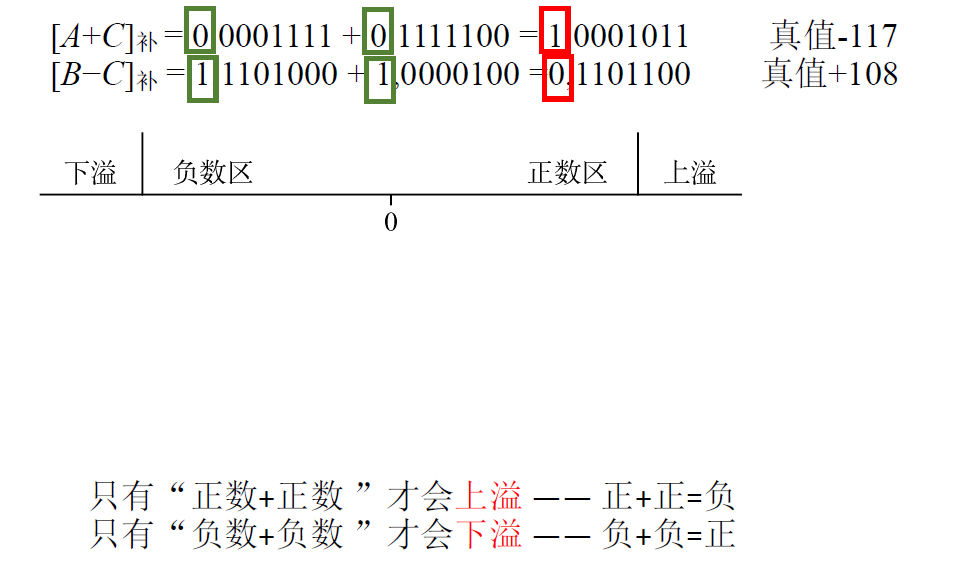 [A+C]补 = 0,0001111 + 0,1111100 = 1,0001011 真值-117
[B−C]补 = 1,1101000 + 1,0000100 =0,1101100 真值+108
下溢 负数区 正数区 上溢
0
只有“正数+正数 ”才会上溢 —— 正+正=负
只有“负数+负数 ”才会下溢 —— 负+负=正